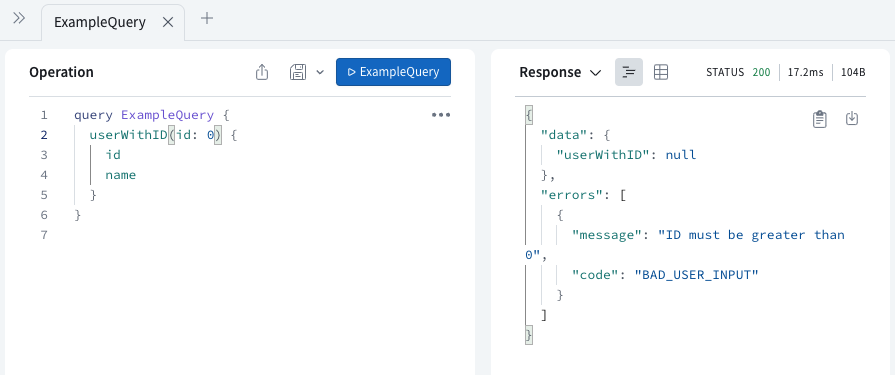 ExampleQuery
Operation
ExampleQuery
1 query ExampleQuery {
2 userWithID(id: 0) {
3 id
4 name
5 }
6 }
7
Response
STATUS 200 17.2ms 104B
{
"data": {
"userWithID": null
},
"errors": [
{
"message": "ID must be greater than
0",
"code": "BAD_USER_INPUT"
}
]
}